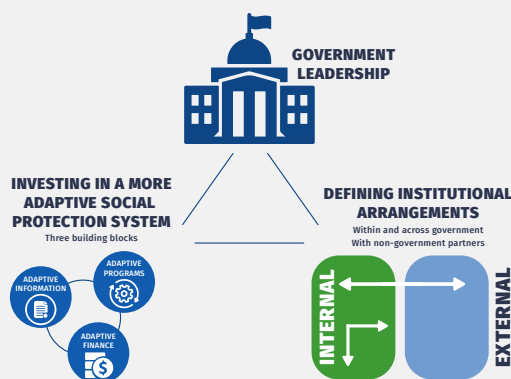 GOVERNMENT
LEADERSHIP
INVESTING IN A MORE
ADAPTIVE SOCIAL
PROTECTION SYSTEM
Three building blocks
ADAPTIVE
PROGRAMS
ADAPTIVE
INFORMATION
ADAPTIVE
FINANCE
$
DEFINING INSTITUTIONAL
ARRANGEMENTS
Within and across government
With non-government partners
INTERNAL
EXTERNAL